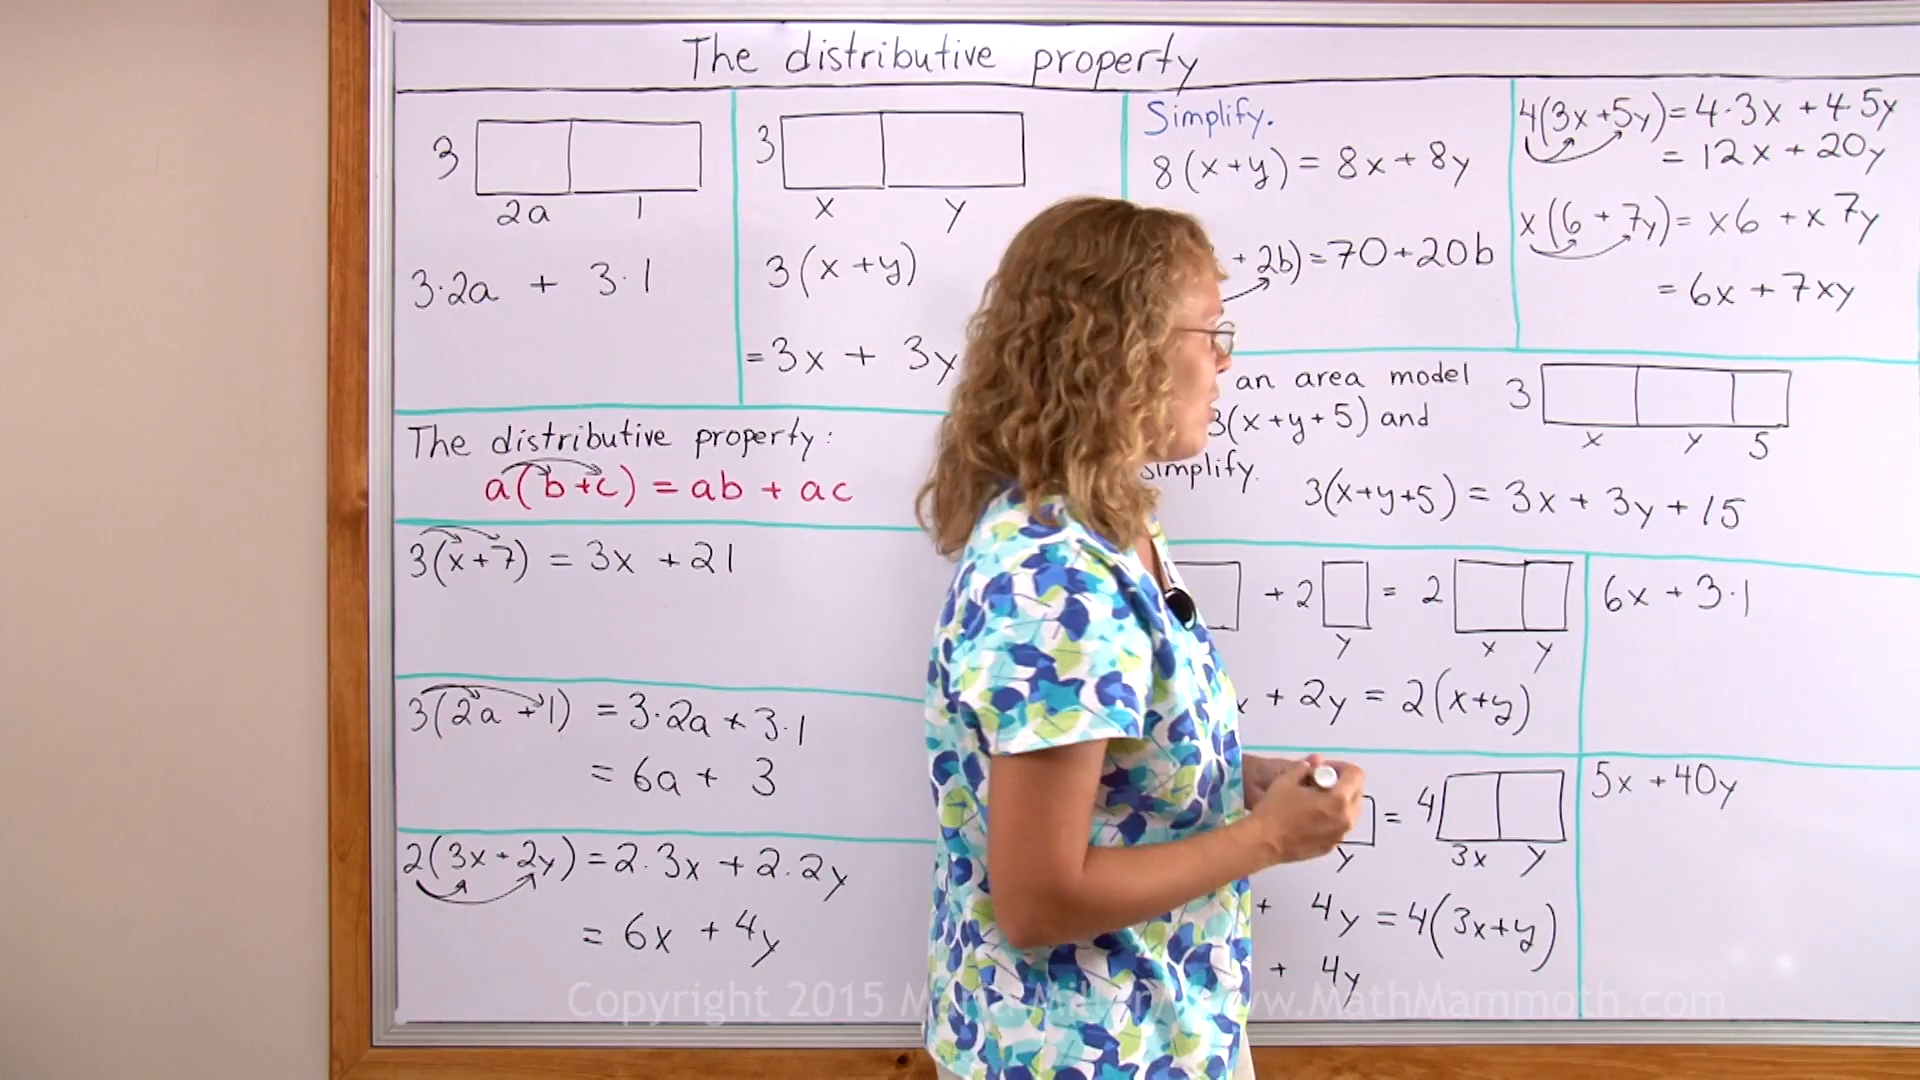 The distributive property
3
2a 1
3·2a + 3·1
3
x y
3(x+y)
= 3x + 3y
Simplify.
8(x+y) = 8x + 8y
+ 2b) = 70 + 20b
4(3x+5y) = 4·3x + 4·5y
= 12x + 20y
x(6 + 7y) = x6 + x7y
= 6x + 7xy
The distributive property:
a(b+c) = ab + ac
an area model
3(x+y+5) and
simplify.
3
x y 5
3(x+y+5) = 3x + 3y + 15
3(x+7) = 3x + 21
+ 2 = 2
y x y
+ 2y = 2(x+y)
6x + 3·1
3(2a + 1) = 3·2a + 3·1
= 6a + 3
= 4
y 3x y
+ 4y = 4(3x+y)
+ 4y
5x + 40y
2(3x+2y) = 2·3x + 2·2y
= 6x + 4y
Copyright 2015 Maria Miller www.MathMammoth.com